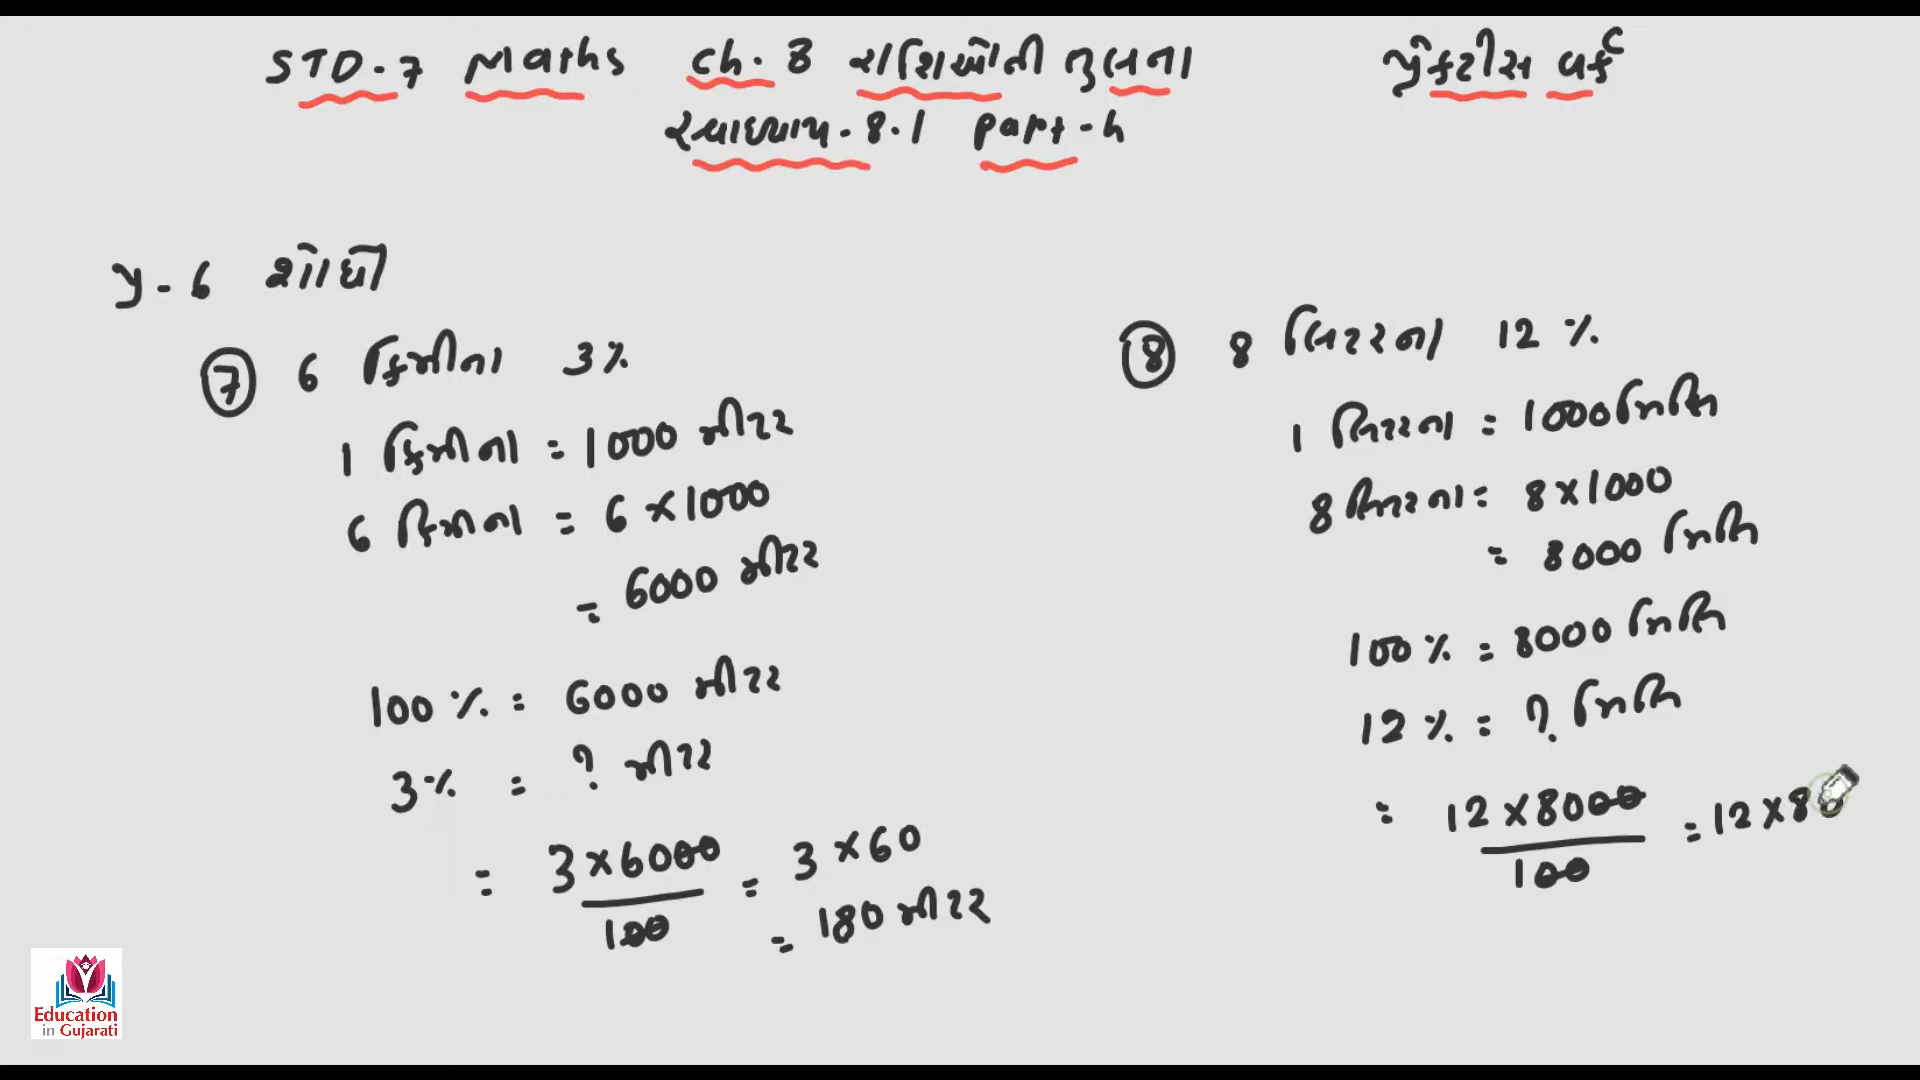 STD-7 Maths ch.8 રાશિઓની તુલના પ્રેક્ટીસ વર્ક
સ્વાધ્યાય-8.1 part-4
પ્ર-6 શોધો
7 6 કિમીના 3%
1 કિમીના = 1000 મીટર
6 કિમીના = 6×1000
= 6000 મીટર
100% = 6000 મીટર
3% = ? મીટર
= 3×6000/100 = 3×60
= 180 મીટર
8 8 લિટરના 12%
1 લિટરના = 1000 મિલિ
8 લિટરના = 8×1000
= 8000 મિલિ
100% = 8000 મિલિ
12% = ? મિલિ
= 12×8000/100 = 12×80
Education
in Gujarati